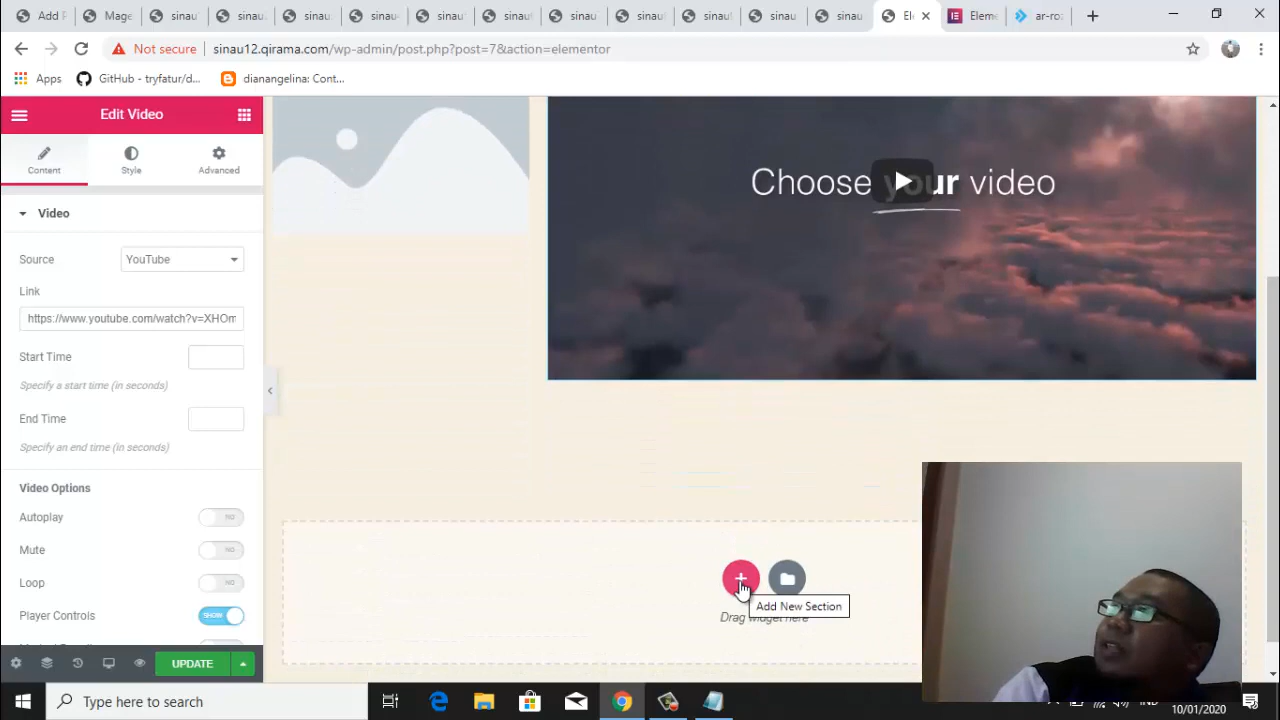 Add F
Mage
sinau
sinau
sinau
sinau
sinau
sinau
sinau
sinau
sinau
sinau
El
Eleme
ar-roz
Not secure
sinau12.qirama.com/wp-admin/post.php?post=7&action=elementor
Apps
GitHub - tryfatur/d...
dianangelina: Cont...
Edit Video
Content
Style
Advanced
Video
Source
YouTube
Link
https://www.youtube.com/watch?v=XHOm
Start Time
Specify a start time (in seconds)
End Time
Specify an end time (in seconds)
Video Options
Autoplay
NO
Mute
NO
Loop
NO
Player Controls
SHOW
UPDATE
Choose your video
Add New Section
Drag widget here
Type here to search
10/01/2020